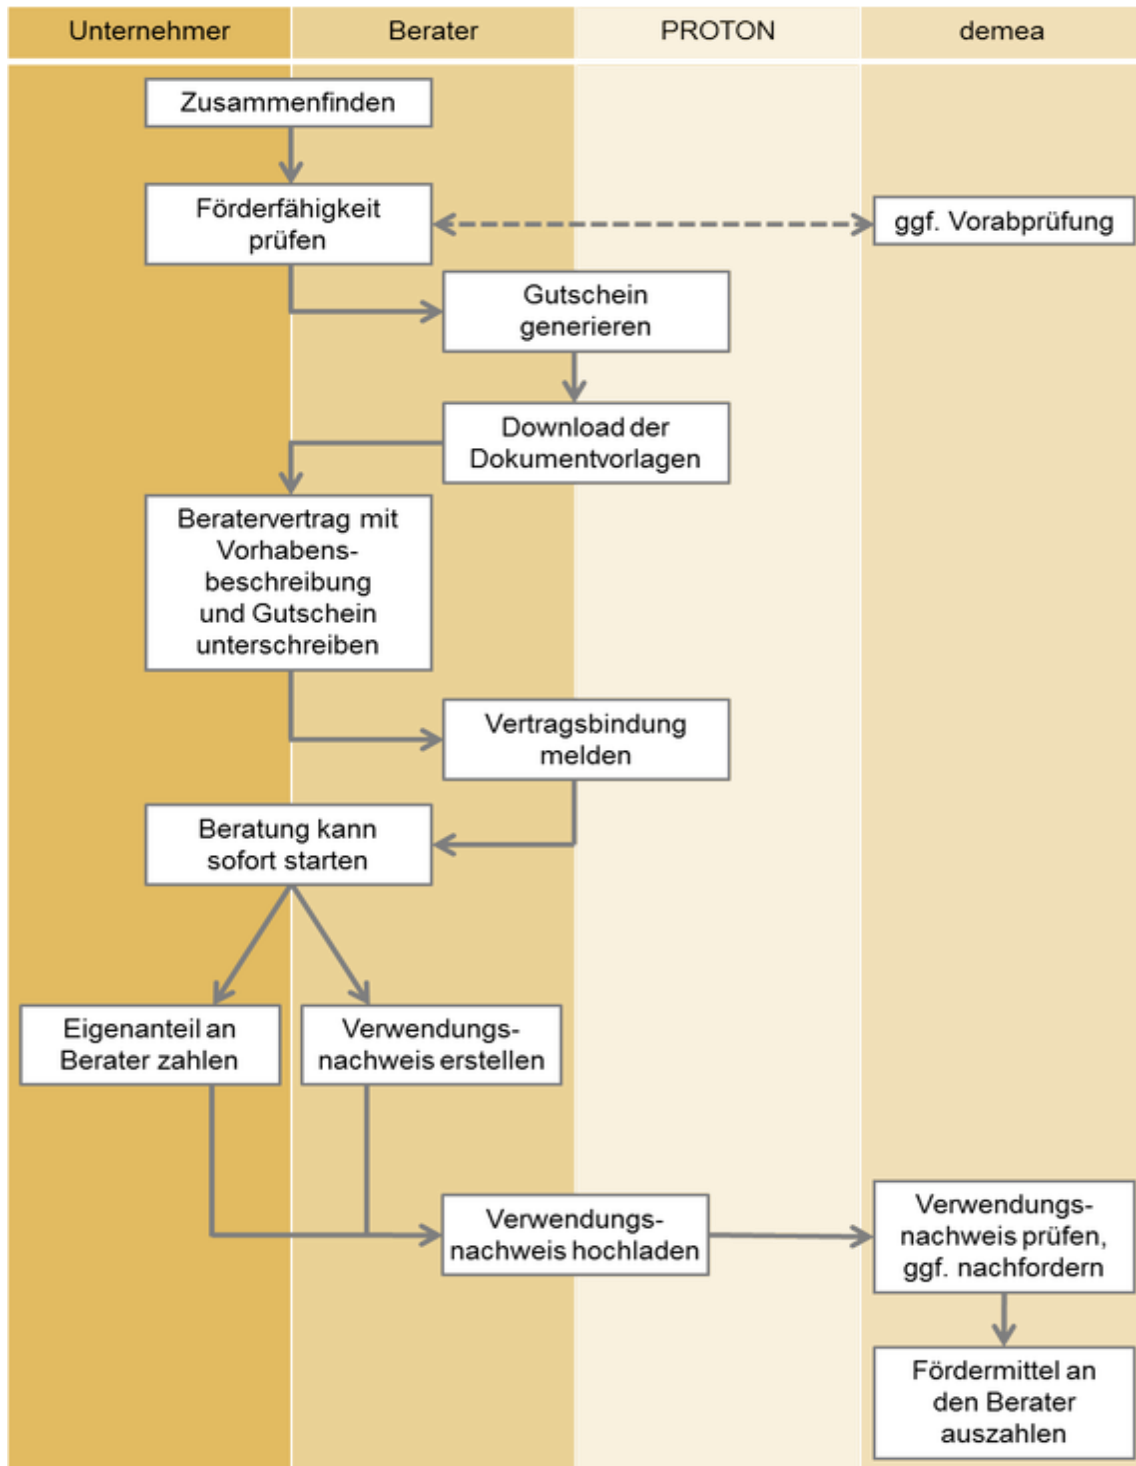 Unternehmer
Berater
PROTON
demea
Zusammenfinden
Förderfähigkeit
prüfen
ggf. Vorabprüfung
Gutschein
generieren
Download der
Dokumentvorlagen
Beratervertrag mit
Vorhabens-
beschreibung
und Gutschein
unterschreiben
Vertragsbindung
melden
Beratung kann
sofort starten
Eigenanteil an
Berater zahlen
Verwendungs-
nachweis erstellen
Verwendungs-
nachweis hochladen
Verwendungs-
nachweis prüfen,
ggf. nachfordern
Fördermittel an
den Berater
auszahlen